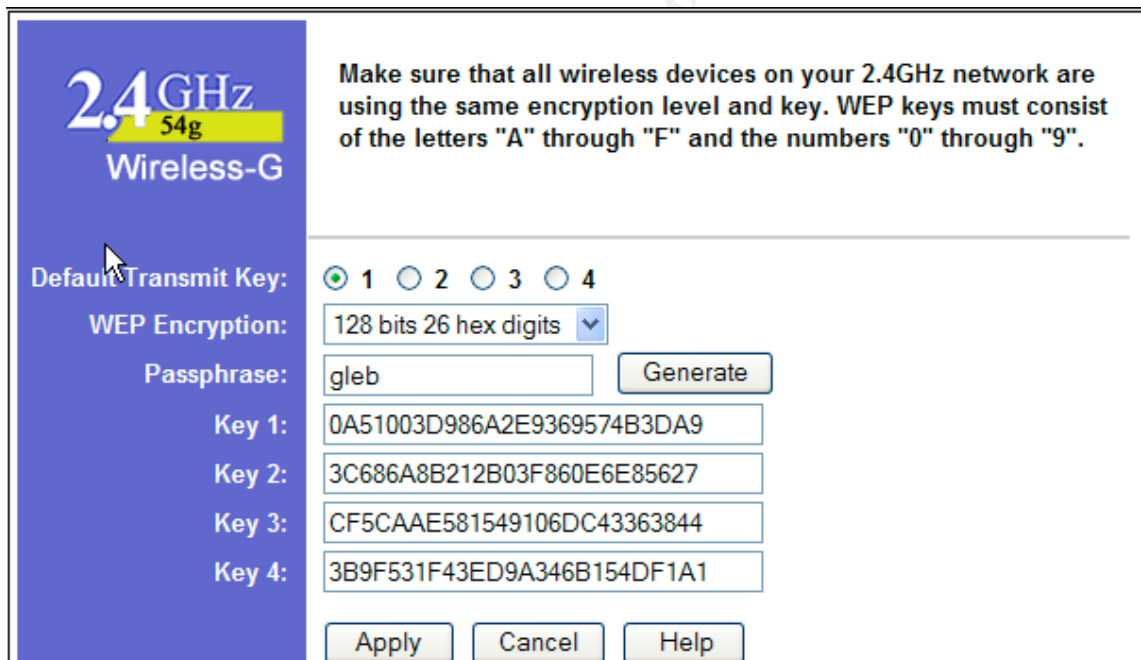 2.4GHz
54g
Wireless-G
Make sure that all wireless devices on your 2.4GHz network are
using the same encryption level and key. WEP keys must consist
of the letters "A" through "F" and the numbers "0" through "9".
Default Transmit Key: 1 2 3 4
WEP Encryption: 128 bits 26 hex digits
Passphrase: gleb Generate
Key 1: 0A51003D986A2E9369574B3DA9
Key 2: 3C686A8B212B03F860E6E85627
Key 3: CF5CAAE581549106DC43363844
Key 4: 3B9F531F43ED9A346B154DF1A1
Apply Cancel Help